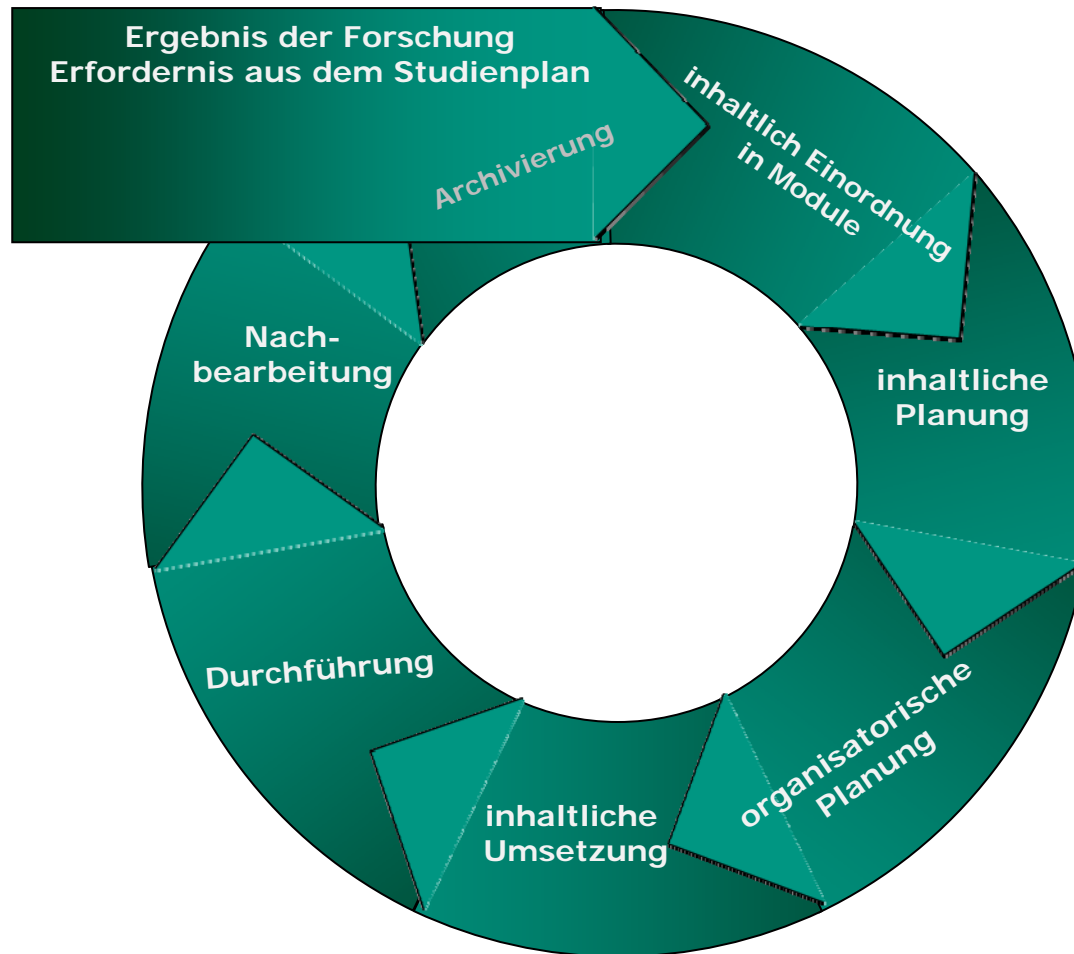 Ergebnis der Forschung
Erfordernis aus dem Studienplan
Archivierung
inhaltlich Einordnung
in Module
inhaltliche
Planung
organisatorische
Planung
inhaltliche
Umsetzung
Durchführung
Nach-
bearbeitung